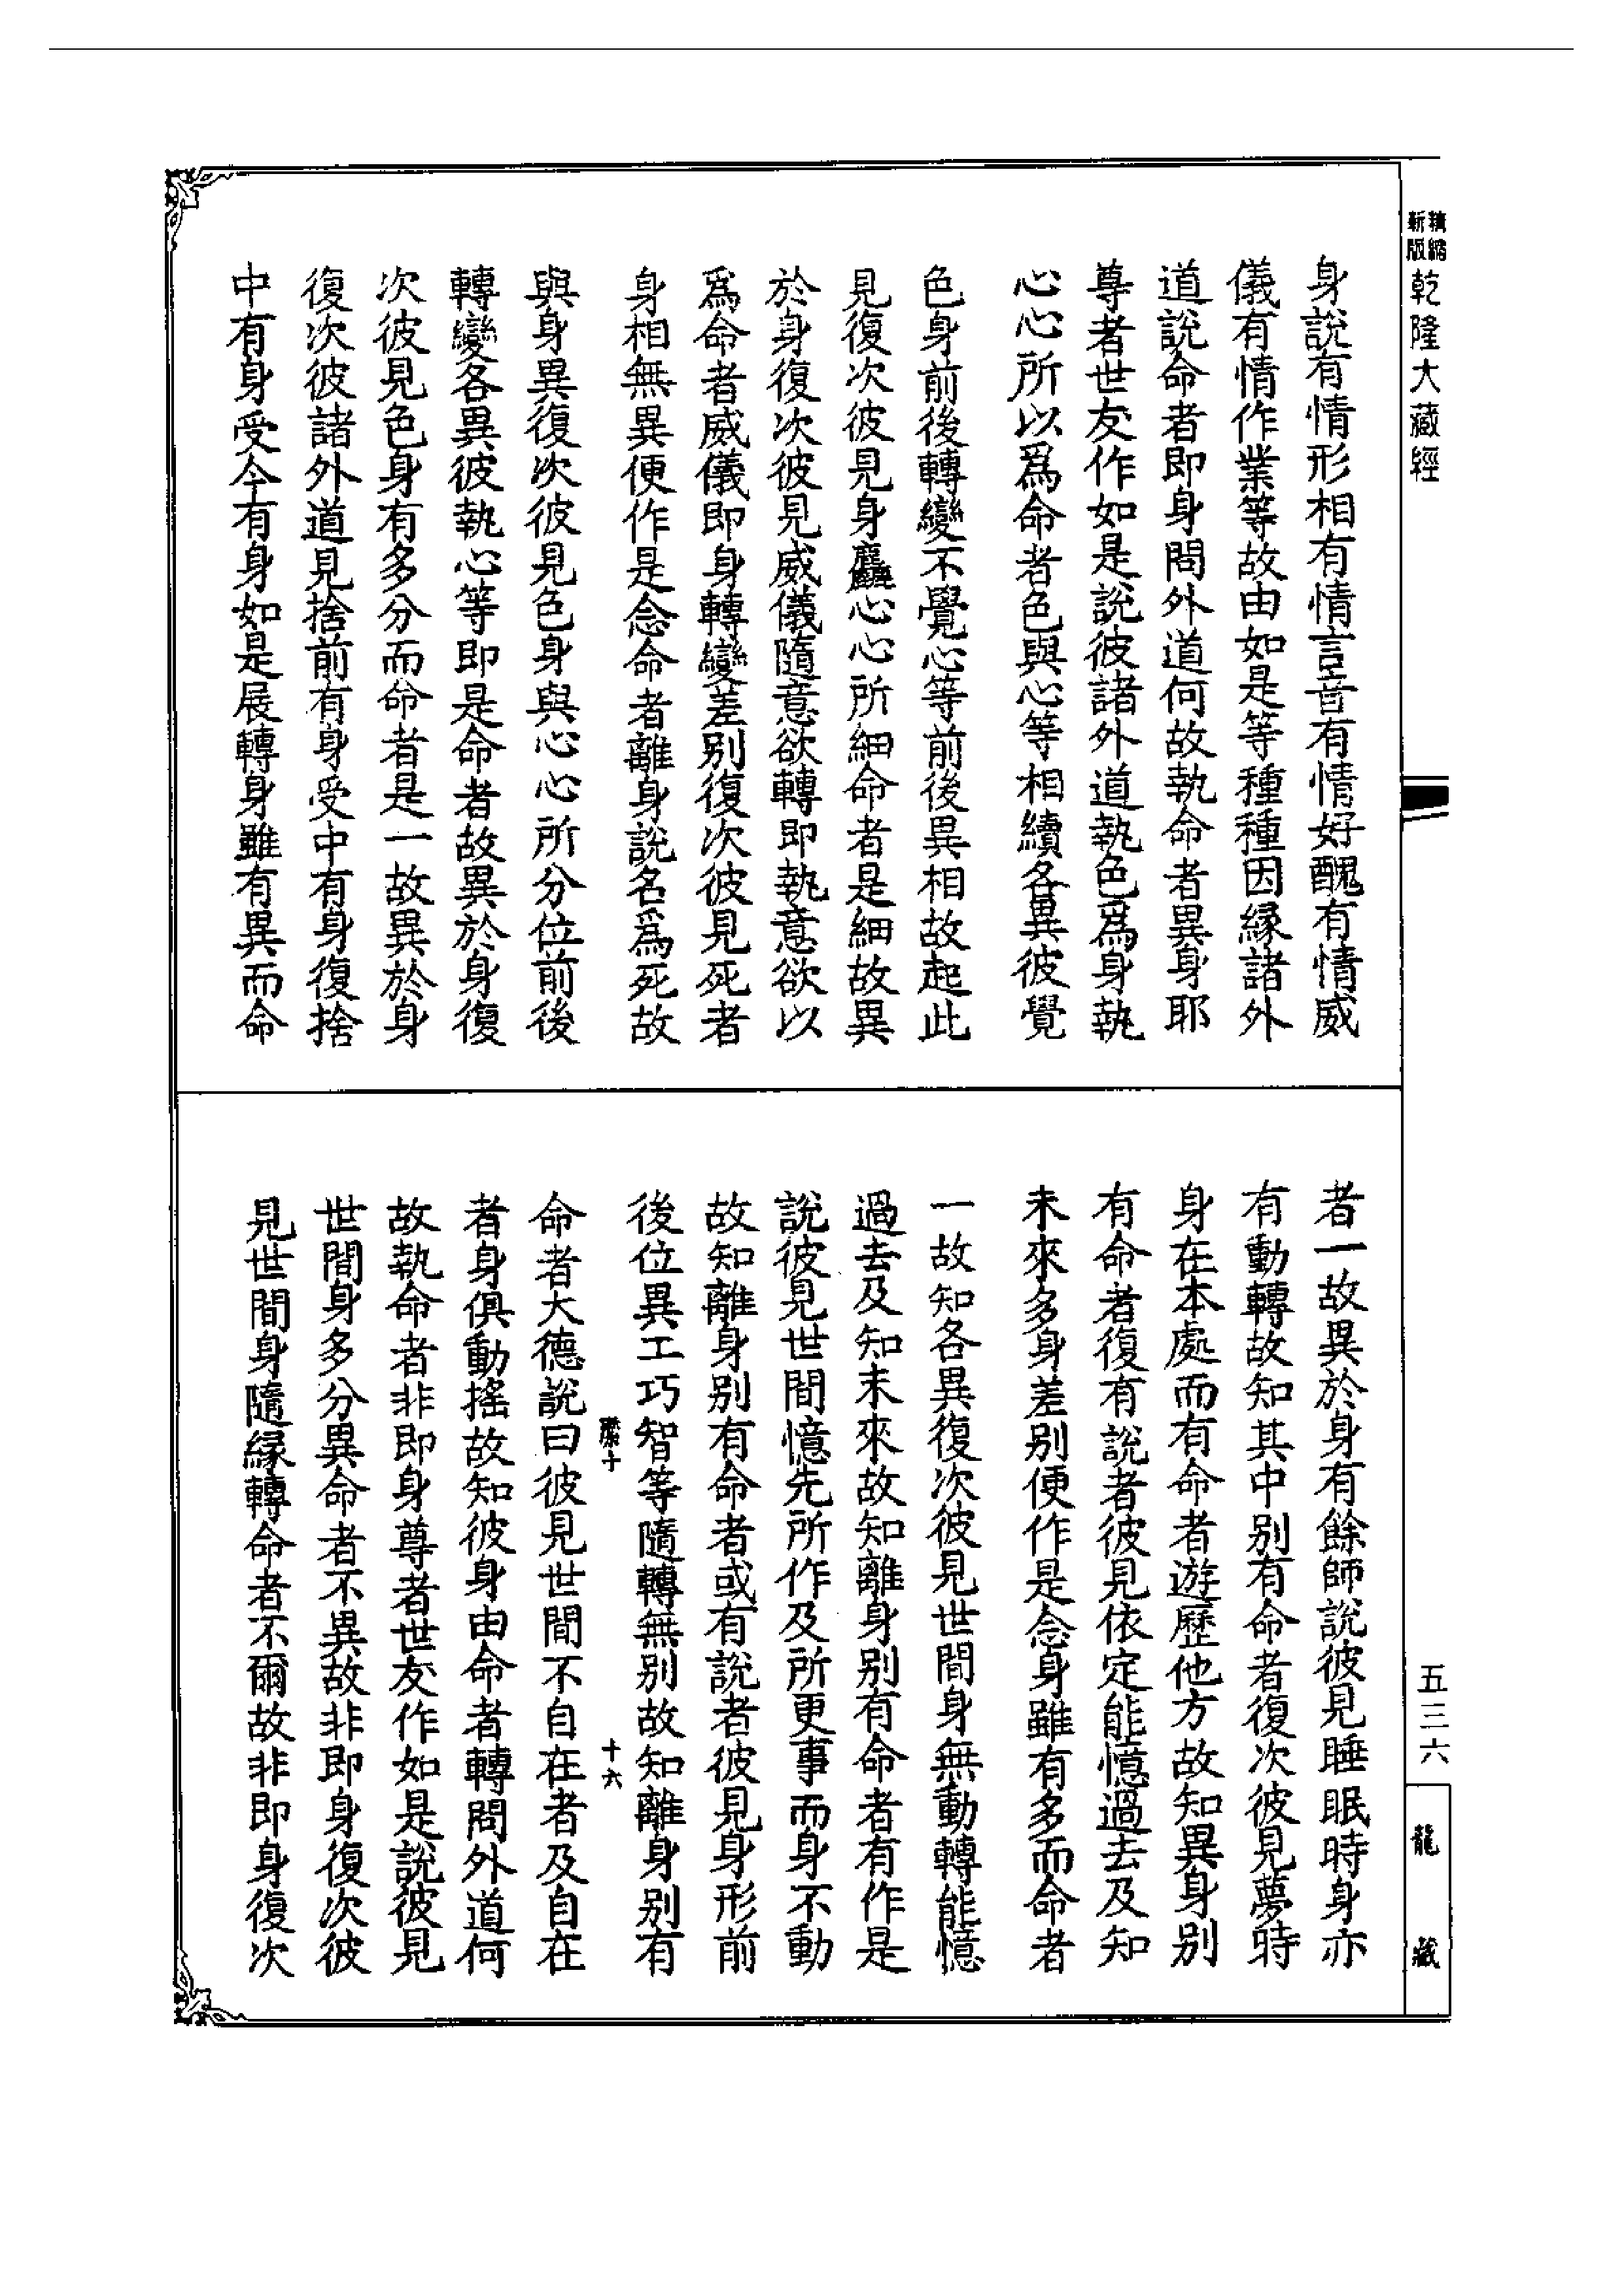 精縮新版乾隆大藏經
身說有情形相有情言音有情好醜有情威
儀有情作業等故由如是等種種因緣諸外
道說命者即身問外道何故執命者異身耶
尊者世友作如是說彼諸外道執色爲身執
心心所以爲命者色與心等相續各異彼覺
色身前後轉變不覺心等前後異相故起此
見復次彼見身麤心心所細命者是細故異
於身復次彼見威儀隨意欲轉即執意欲以
爲命者威儀即身轉變差別復次彼見死者
身相無異便作是念命者離身說名爲死故
與身異復次彼見色身與心心所分位前後
轉變各異彼執心等即是命者故異於身復
次彼見色身有多分而命者是一故異於身
復次彼諸外道見捨前有身受中有身復捨
中有身受今有身如是展轉身雖有異而命
者一故異於身有餘師說彼見睡眠時身亦
有動轉故知其中別有命者復次彼見夢時
身在本處而有命者遊歷他方故知異身別
有命者復有說者彼見依定能憶過去及知
未來多身差別便作是念身雖有多而命者
一故知各異復次彼見世間身無動轉能憶
過去及知未來故知離身別有命者有作是
說彼見世間憶先所作及所更事而身不動
故知離身別有命者或有說者彼見身形前
後位異工巧智等隨轉無別故知離身別有
十 十六
命者大德說曰彼見世間不自在者及自在
者身俱動搖故知彼身由命者轉問外道何
故執命者非即身尊者世友作如是說彼見
世間身多分異命者不異故非即身復次彼
見世間身隨緣轉命者不爾故非即身復次
五三六
龍藏